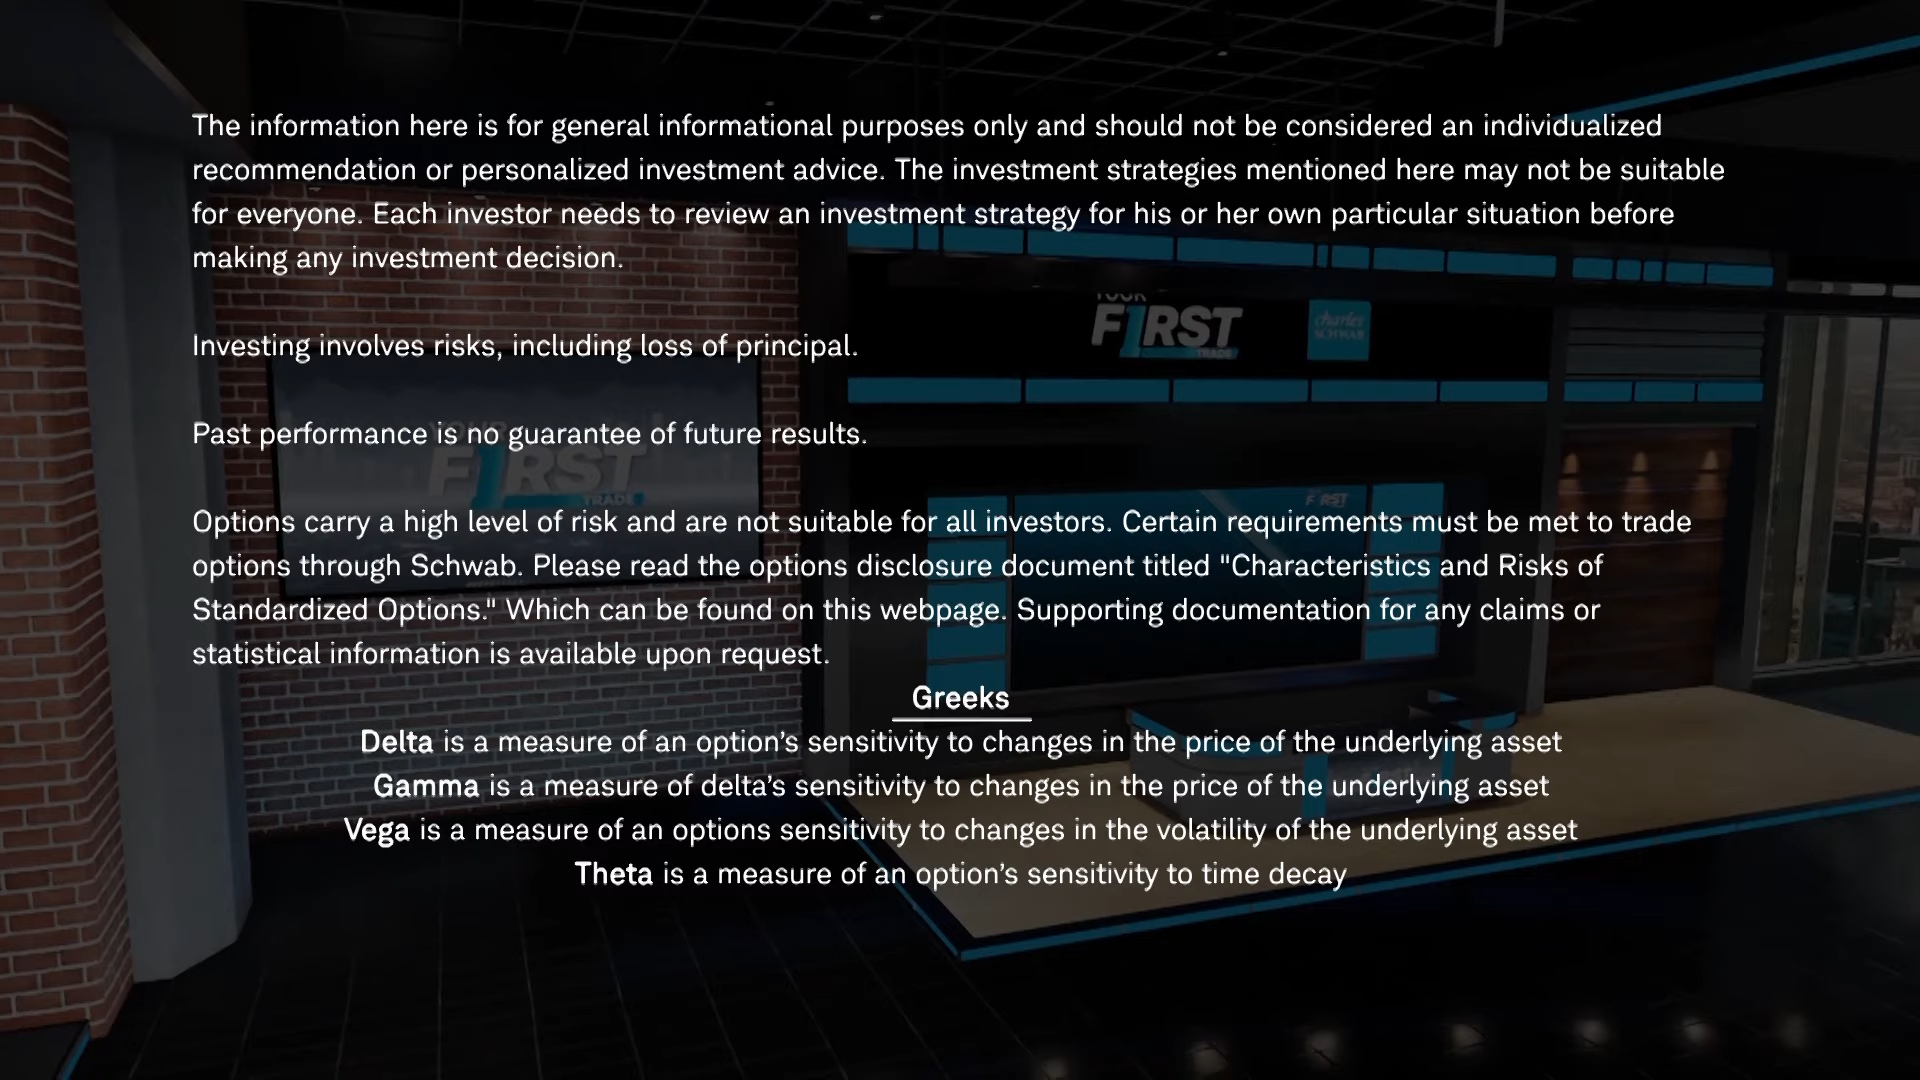 The information here is for general informational purposes only and should not be considered an individualized
recommendation or personalized investment advice. The investment strategies mentioned here may not be suitable
for everyone. Each investor needs to review an investment strategy for his or her own particular situation before
making any investment decision.
YOUR
F1RST
TRADE
charles
SCHWAB
Investing involves risks, including loss of principal.
Past performance is no guarantee of future results.
YOUR
F1RST
TRADE
F1RST
Options carry a high level of risk and are not suitable for all investors. Certain requirements must be met to trade
options through Schwab. Please read the options disclosure document titled "Characteristics and Risks of
Standardized Options." Which can be found on this webpage. Supporting documentation for any claims or
statistical information is available upon request.
Greeks
Delta is a measure of an option’s sensitivity to changes in the price of the underlying asset
Gamma is a measure of delta’s sensitivity to changes in the price of the underlying asset
Vega is a measure of an options sensitivity to changes in the volatility of the underlying asset
Theta is a measure of an option’s sensitivity to time decay